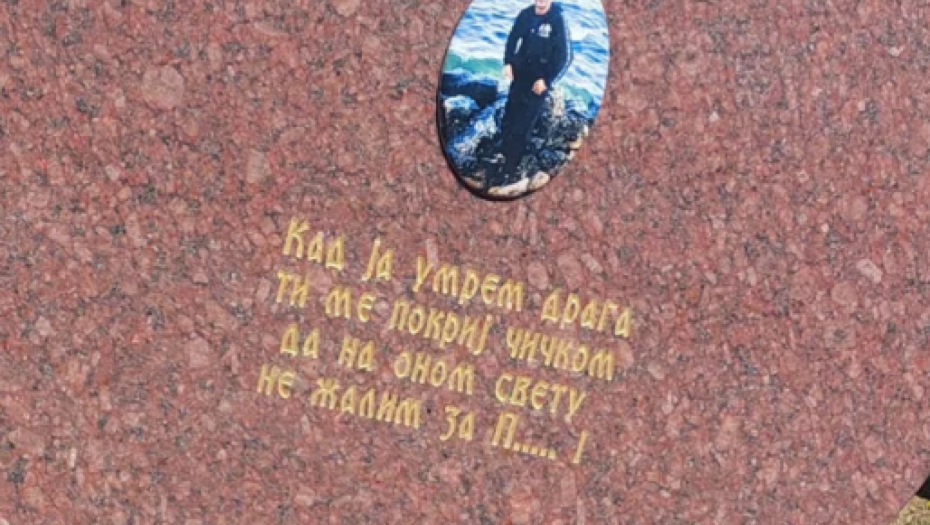 Кад ја умрем драга
ти ме покриј чичком
да на оном свету
не жалим за П..... !